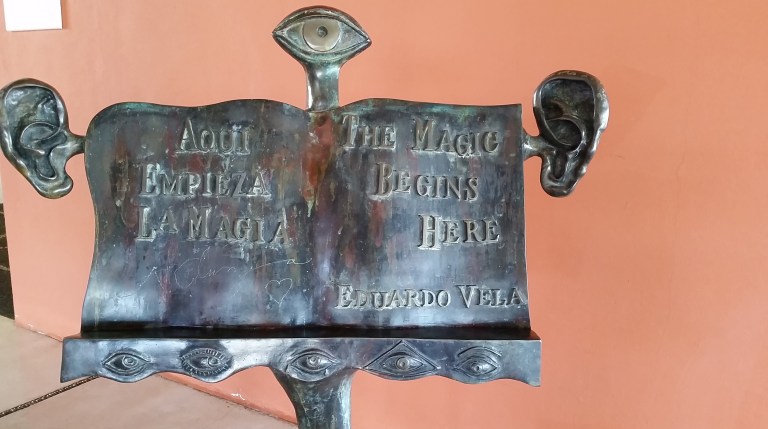 AQUI
EMPIEZA
LA MAGIA
THE MAGIC
BEGINS
HERE
EDUARDO VELA